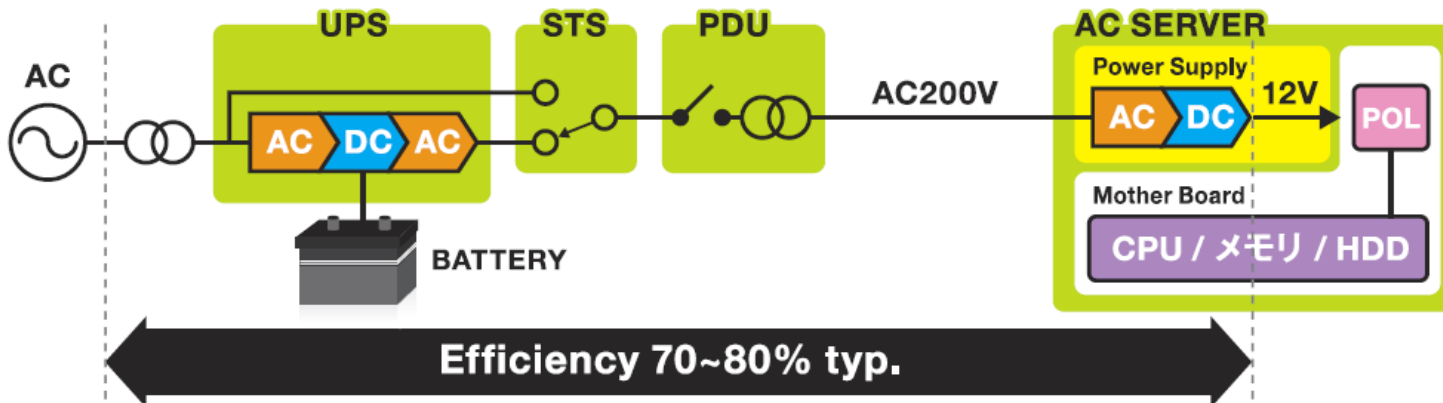 UPS
STS
PDU
AC SERVER
AC
Power Supply
AC200V
12V
AC DC AC
AC DC
POL
Mother Board
CPU / メモリ / HDD
BATTERY
Efficiency 70~80% typ.